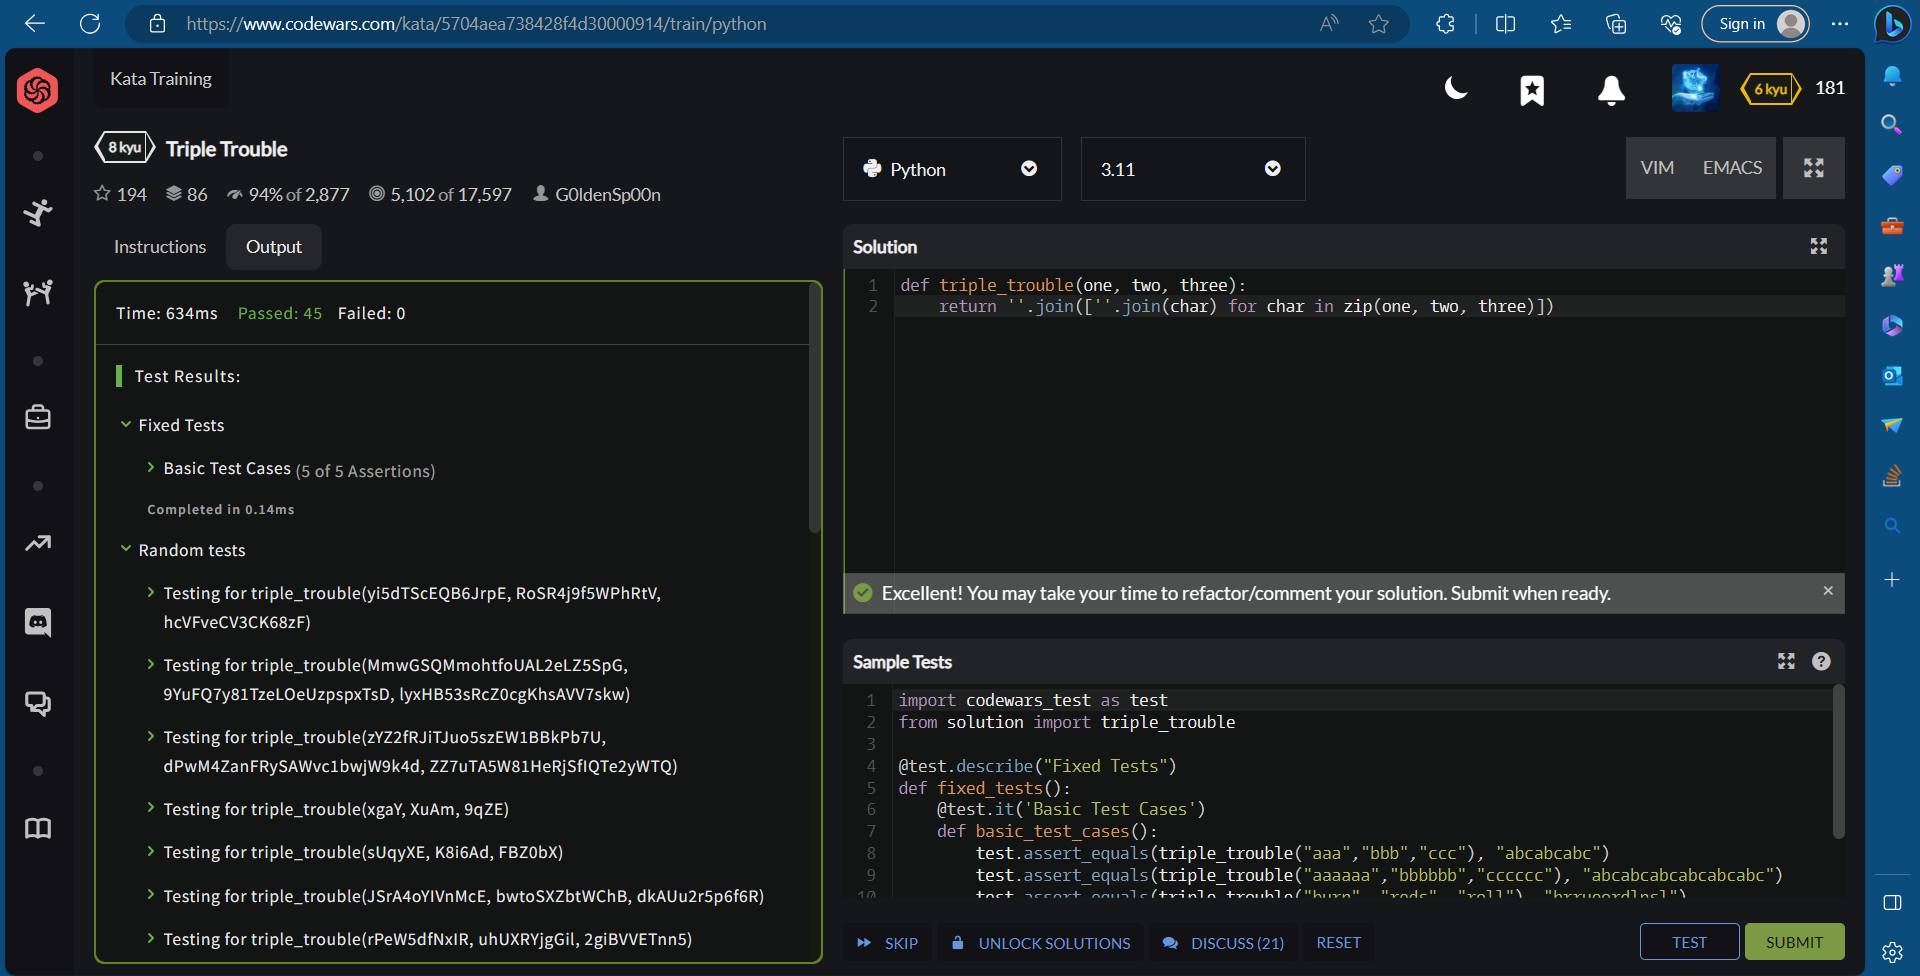 https://www.codewars.com/kata/5704aea738428f4d30000914/train/python
Sign in
Kata Training
6 kyu
181
8 kyu
Triple Trouble
194
86
94% of 2,877
5,102 of 17,597
G0ldenSp00n
Python
3.11
VIM
EMACS
Instructions
Output
Time: 634ms Passed: 45 Failed: 0
Test Results:
Fixed Tests
Basic Test Cases (5 of 5 Assertions)
Completed in 0.14ms
Random tests
Testing for triple_trouble(yi5dTScEQB6JrpE, RoSR4j9f5WPhRtV,
hcVFveCV3CK68zF)
Testing for triple_trouble(MmwGSQMmohtfoUAL2eLZ5SpG,
9YuFQ7y81TzeLOeUzpspxTsD, lyxHB53sRcZ0cgKhsAVV7skw)
Testing for triple_trouble(zYZ2fRJiTJuo5szEW1BBkPb7U,
dPwM4ZanFRySAWvc1bwjW9k4d, ZZ7uTA5W81HeRjSfIQTe2yWTQ)
Testing for triple_trouble(xgaY, XuAm, 9qZE)
Testing for triple_trouble(sUqyXE, K8i6Ad, FBZ0bX)
Testing for triple_trouble(JSrA4oYIVnMcE, bwtoSXZbtWChB, dkAUu2r5p6f6R)
Testing for triple_trouble(rPeW5dfNxIR, uhUXRYjgGil, 2giBVVETnn5)
Solution
1 def triple_trouble(one, two, three):
2     return ''.join([''.join(char) for char in zip(one, two, three)])
Excellent! You may take your time to refactor/comment your solution. Submit when ready.
Sample Tests
1 import codewars_test as test
2 from solution import triple_trouble
3
4 @test.describe("Fixed Tests")
5 def fixed_tests():
6     @test.it('Basic Test Cases')
7     def basic_test_cases():
8         test.assert_equals(triple_trouble("aaa","bbb","ccc"), "abcabcabc")
9         test.assert_equals(triple_trouble("aaaaaa","bbbbbb","cccccc"), "abcabcabcabcabcabc")
10         test.assert_equals(triple_trouble("burn", "reds", "roll"), "brrueordlnsl")
SKIP
UNLOCK SOLUTIONS
DISCUSS (21)
RESET
TEST
SUBMIT